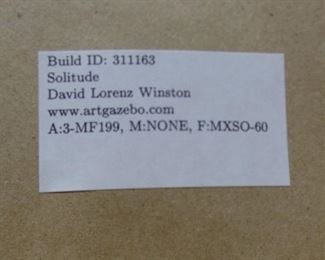 Build ID: 311163
Solitude
David Lorenz Winston
www.artgazebo.com
A:3-MF199, M:NONE, F:MXSO-60